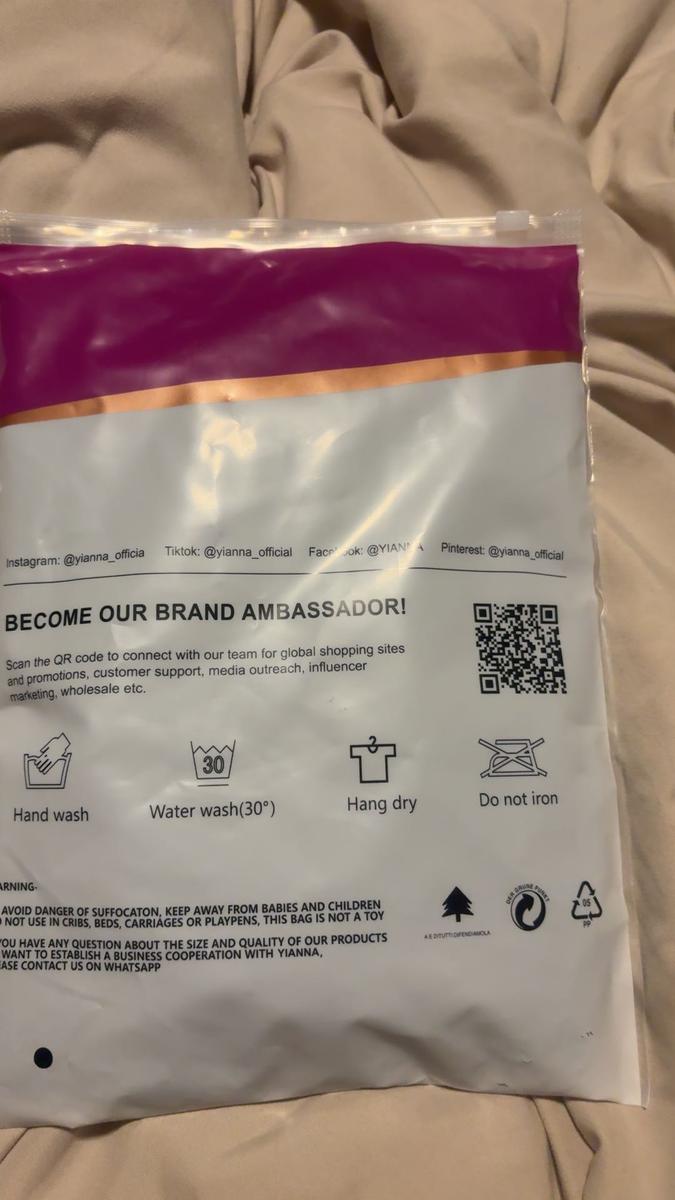 Instagram: @yianna_officia Tiktok: @yianna_official @YIANNA Pinterest: @yianna_official
BECOME OUR BRAND AMBASSADOR!
Scan the QR code to connect with our team for global shopping sites
and promotions, customer support, media outreach, influencer
marketing, wholesale etc.
30
Hand wash Water wash(30°) Hang dry Do not iron
ARNING-
AVOID DANGER OF SUFFOCATON, KEEP AWAY FROM BABIES AND CHILDREN
NOT USE IN CRIBS, BEDS, CARRIAGES OR PLAYPENS, THIS BAG IS NOT A TOY
YOU HAVE ANY QUESTION ABOUT THE SIZE AND QUALITY OF OUR PRODUCTS
WANT TO ESTABLISH A BUSINESS COOPERATION WITH YIANNA,
EASE CONTACT US ON WHATSAPP
DER GRÜNE PUNKT
05
PP